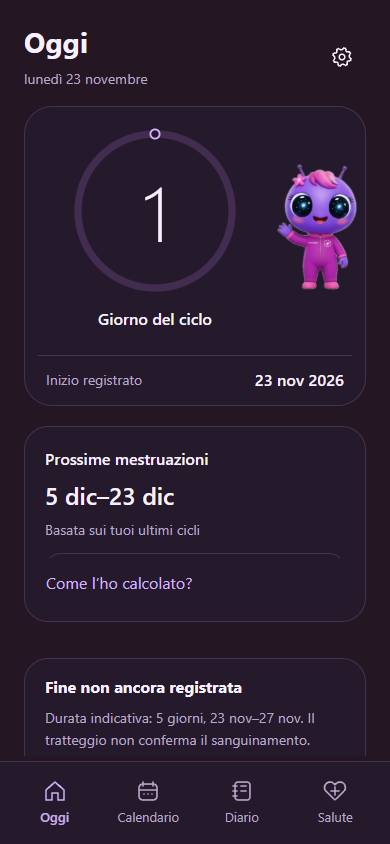 Oggi
lunedì 23 novembre
1
Giorno del ciclo
Inizio registrato
23 nov 2026
Prossime mestruazioni
5 dic–23 dic
Basata sui tuoi ultimi cicli
Come l’ho calcolato?
Fine non ancora registrata
Durata indicativa: 5 giorni, 23 nov–27 nov. Il
tratteggio non conferma il sanguinamento.
Oggi
Calendario
Diario
Salute